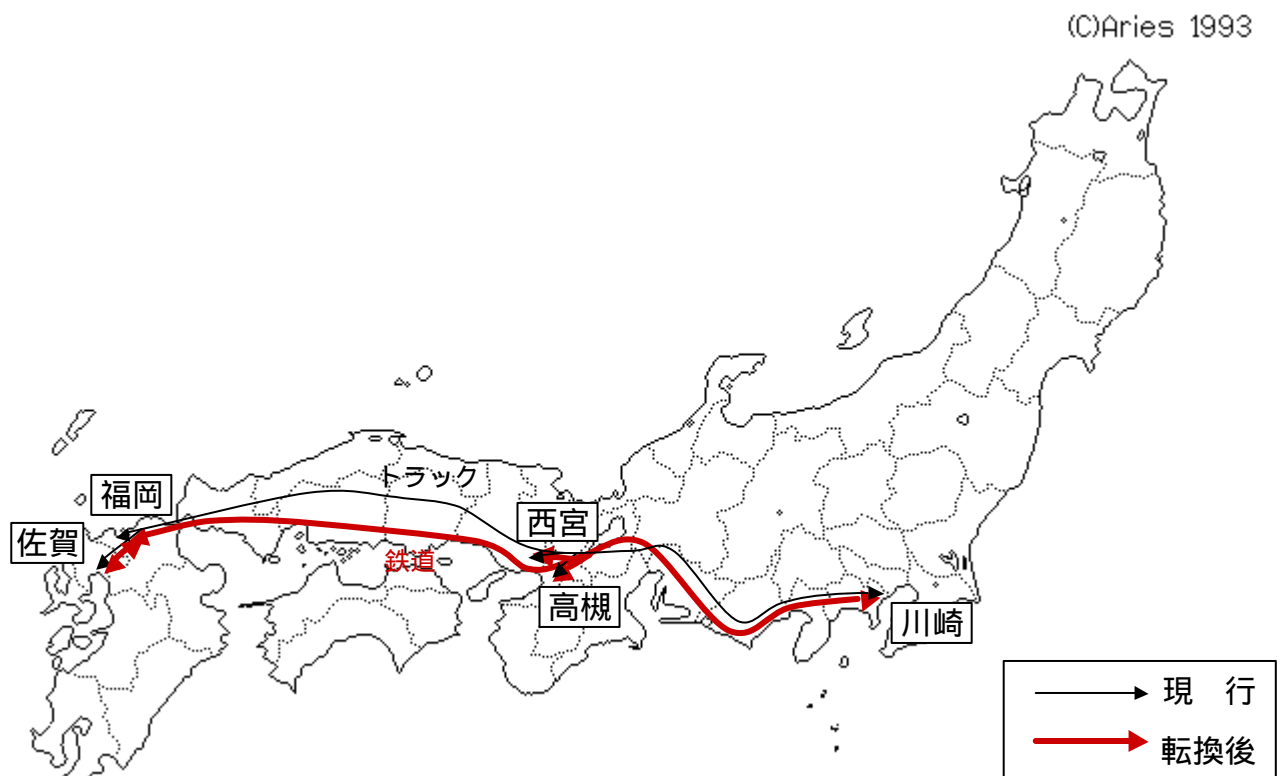 (C)Aries 1993
トラック
福岡
西宮
佐賀
鉄道
高槻
川崎
現　行
転換後